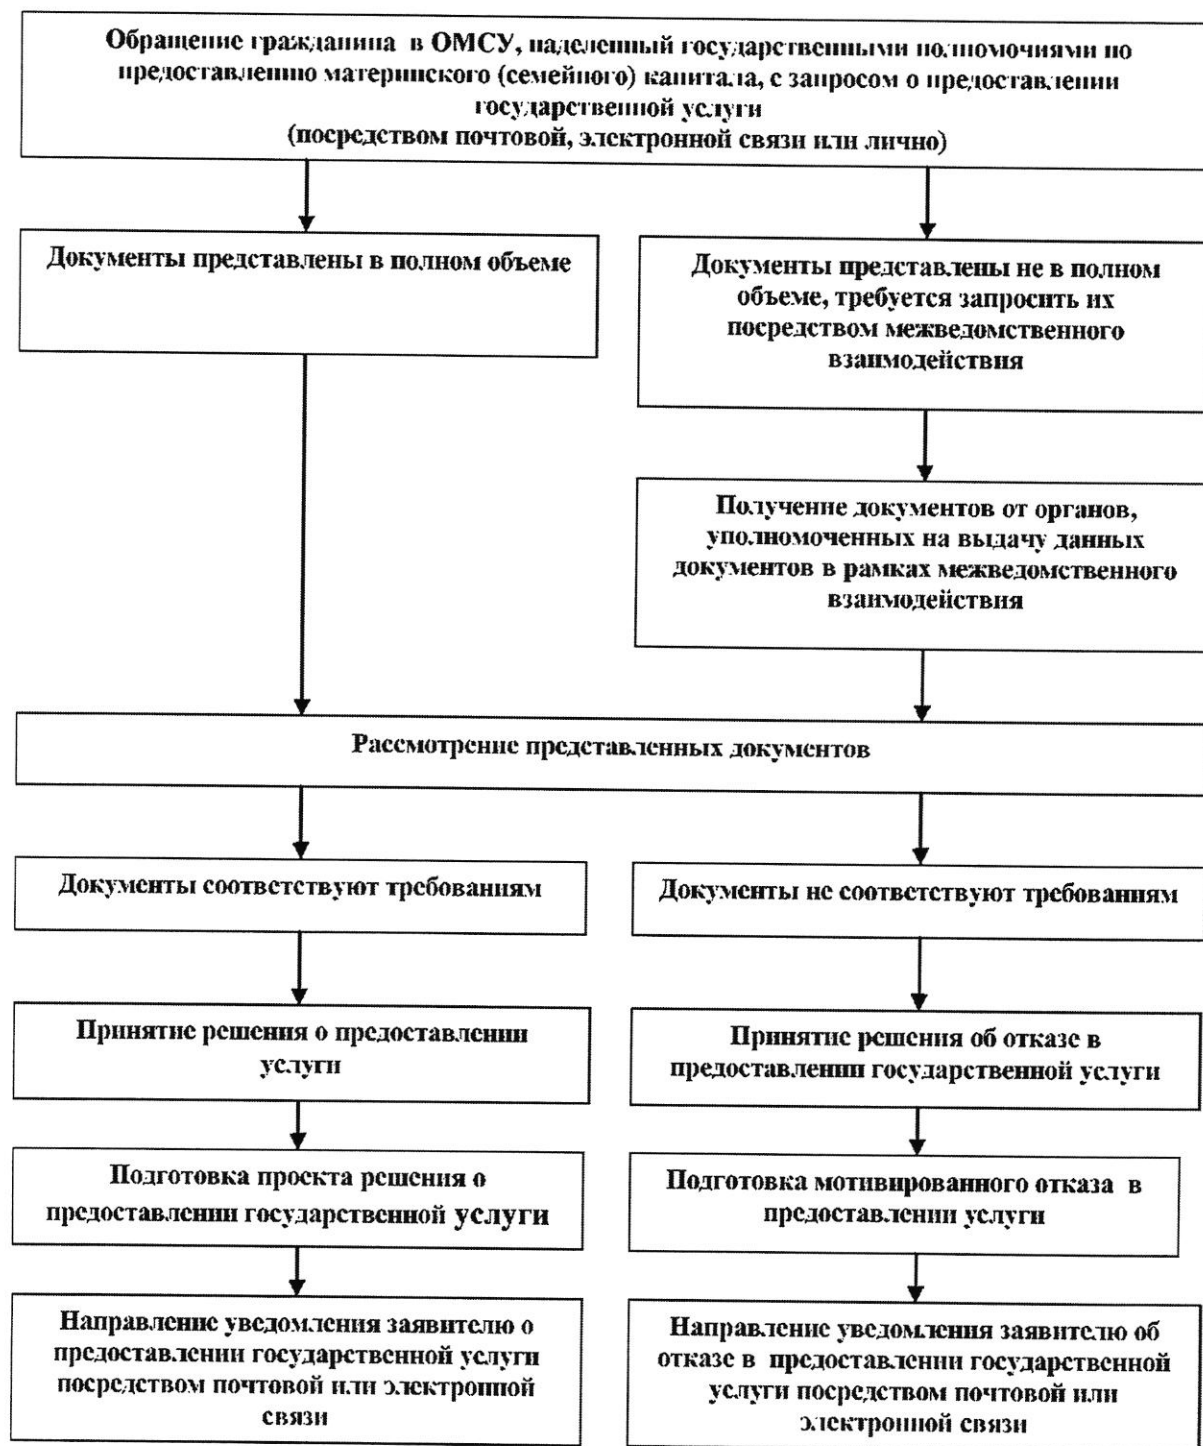 Обращение гражданина в ОМСУ, наделенный государственными полномочиями по
предоставлению материнского (семейного) капитала, с запросом о предоставлении
государственной услуги
(посредством почтовой, электронной связи или лично)
Документы представлены в полном объеме
Документы представлены не в полном
объеме, требуется запросить их
посредством межведомственного
взаимодействия
Получение документов от органов,
уполномоченных на выдачу данных
документов в рамках межведомственного
взаимодействия
Рассмотрение представленных документов
Документы соответствуют требованиям
Документы не соответствуют требованиям
Принятие решения о предоставлении
услуги
Принятие решения об отказе в
предоставлении государственной услуги
Подготовка проекта решения о
предоставлении государственной услуги
Подготовка мотивированного отказа в
предоставлении услуги
Направление уведомления заявителю о
предоставлении государственной услуги
посредством почтовой или электронной
связи
Направление уведомления заявителю об
отказе в предоставлении государственной
услуги посредством почтовой или
электронной связи